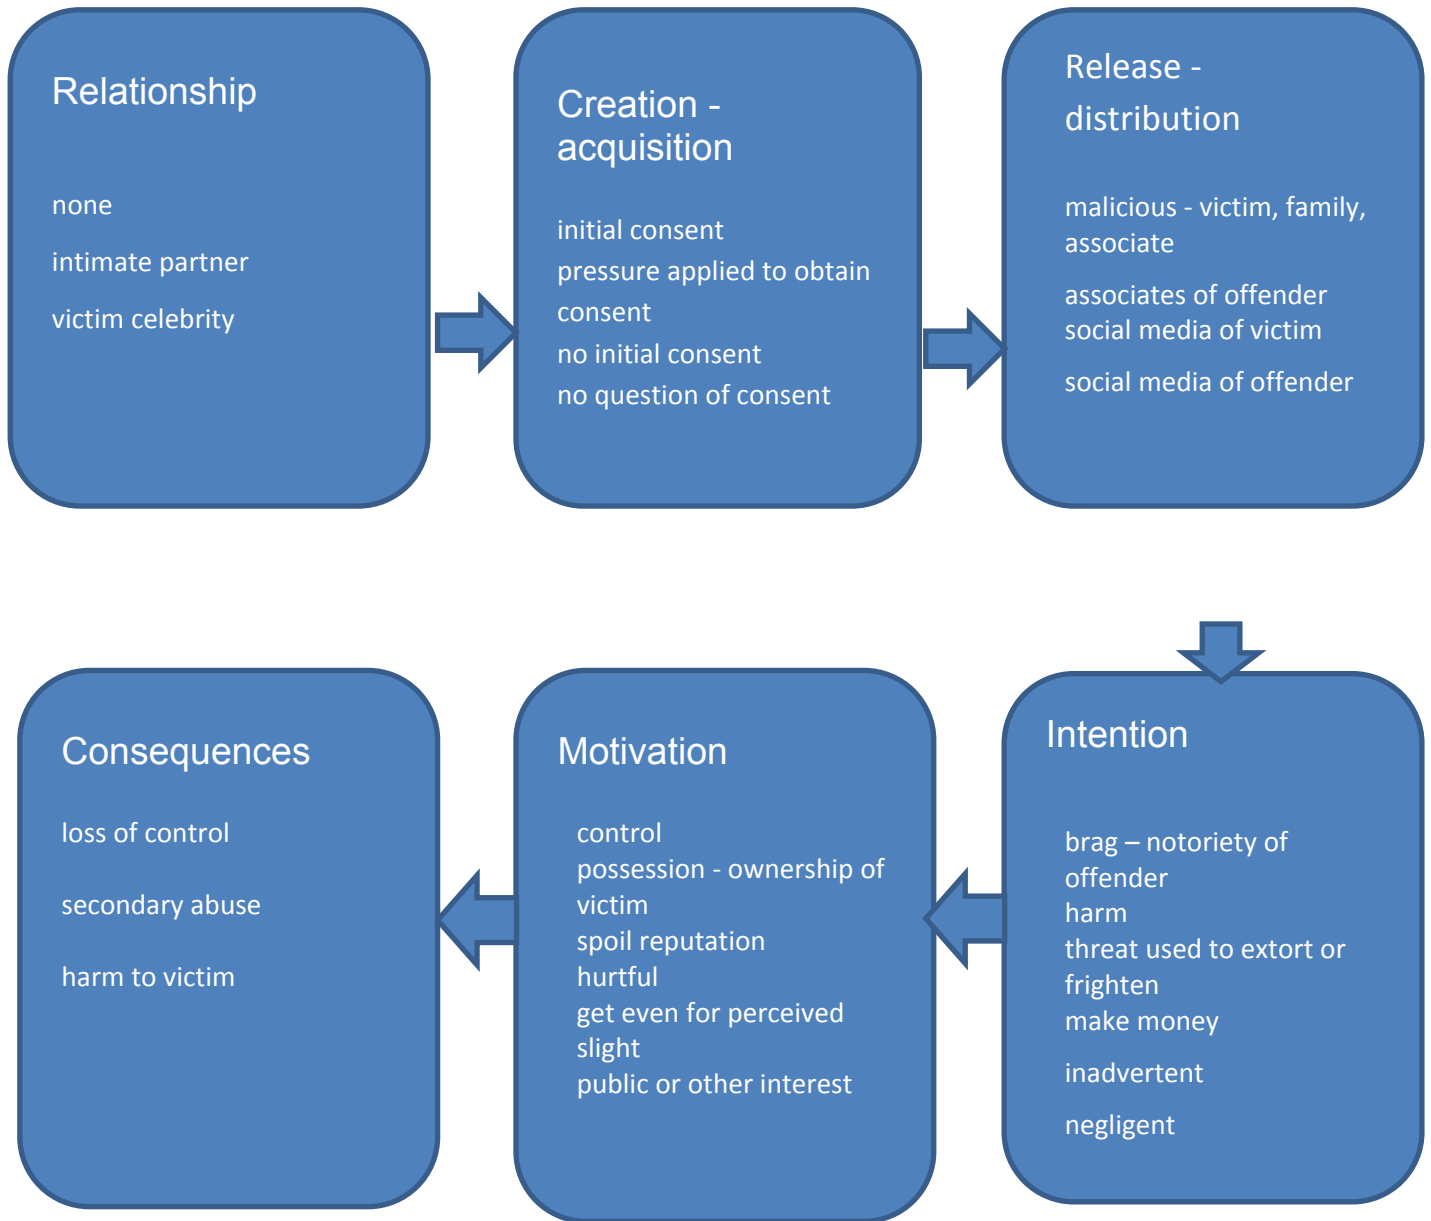 Relationship
none
intimate partner
victim celebrity
Creation -
acquisition
initial consent
pressure applied to obtain
consent
no initial consent
no question of consent
Release -
distribution
malicious - victim, family,
associate
associates of offender
social media of victim
social media of offender
Intention
brag – notoriety of
offender
harm
threat used to extort or
frighten
make money
inadvertent
negligent
Motivation
control
possession - ownership of
victim
spoil reputation
hurtful
get even for perceived
slight
public or other interest
Consequences
loss of control
secondary abuse
harm to victim